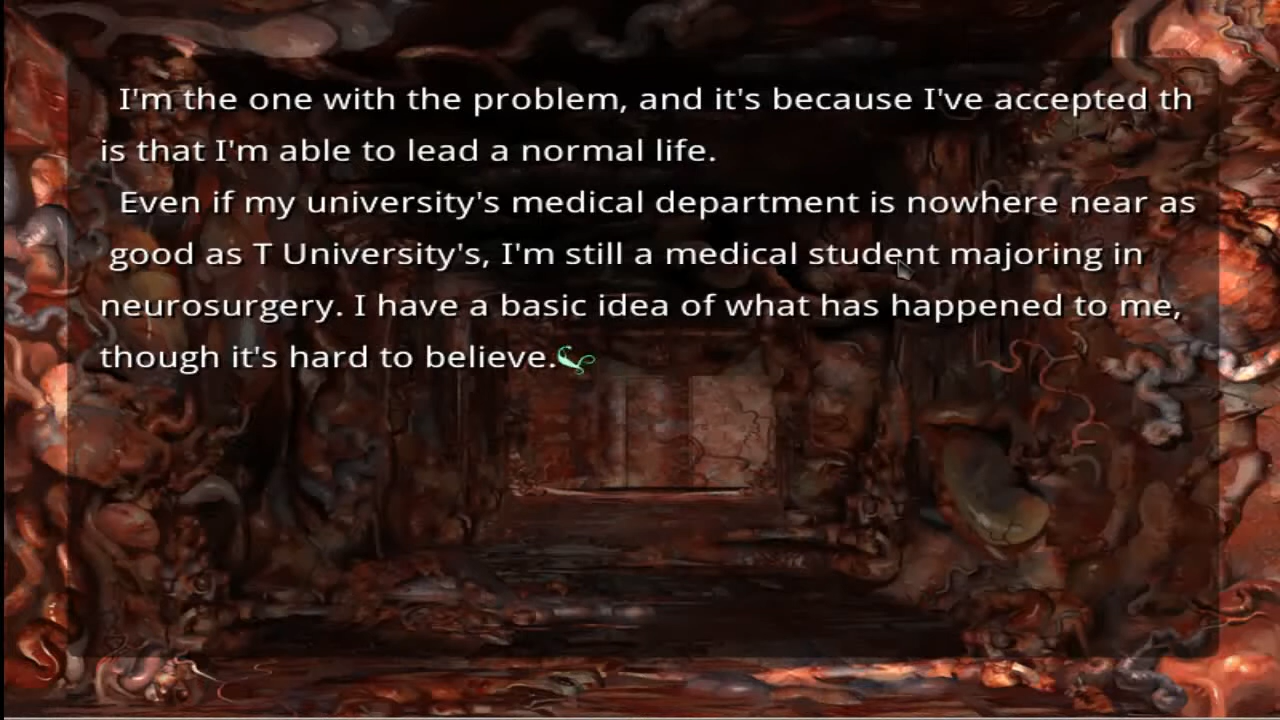 I'm the one with the problem, and it's because I've accepted th
is that I'm able to lead a normal life.
Even if my university's medical department is nowhere near as
good as T University's, I'm still a medical student majoring in
neurosurgery. I have a basic idea of what has happened to me,
though it's hard to believe.